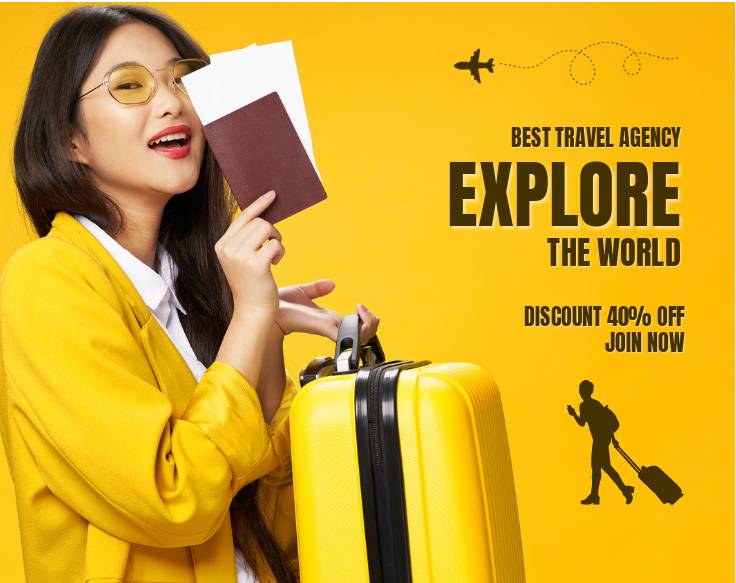 BEST TRAVEL AGENCY
EXPLORE
THE WORLD
DISCOUNT 40% OFF
JOIN NOW